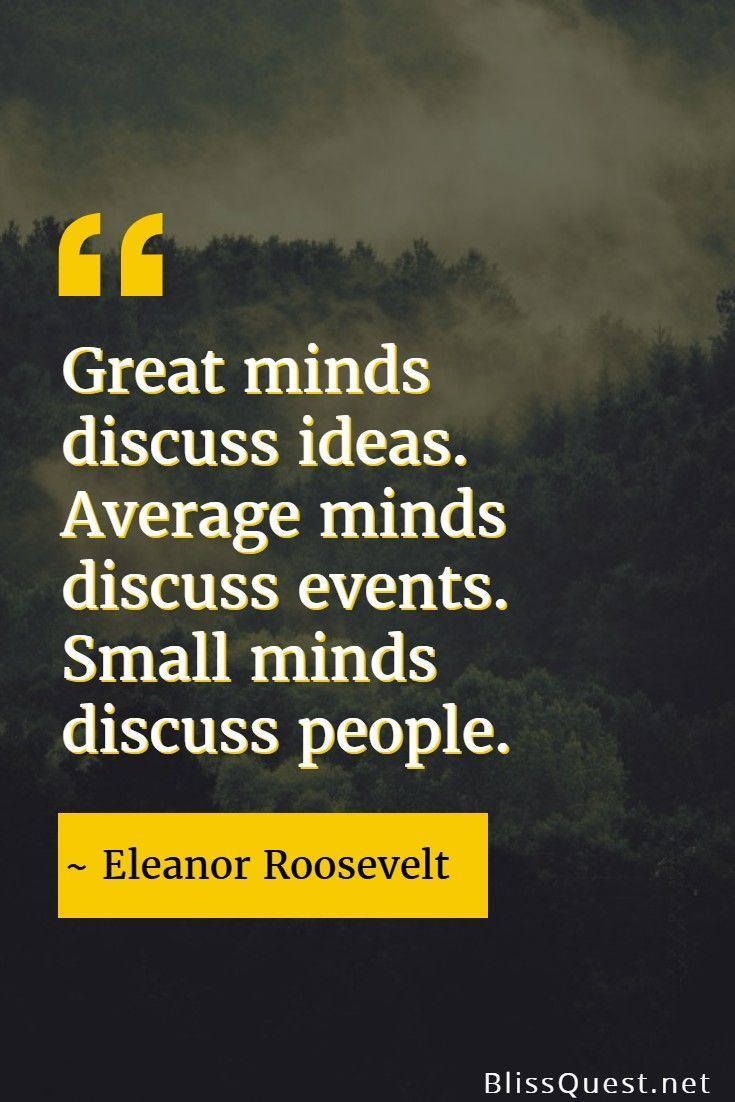 “
Great minds
discuss ideas.
Average minds
discuss events.
Small minds
discuss people.
~ Eleanor Roosevelt
BlissQuest.net